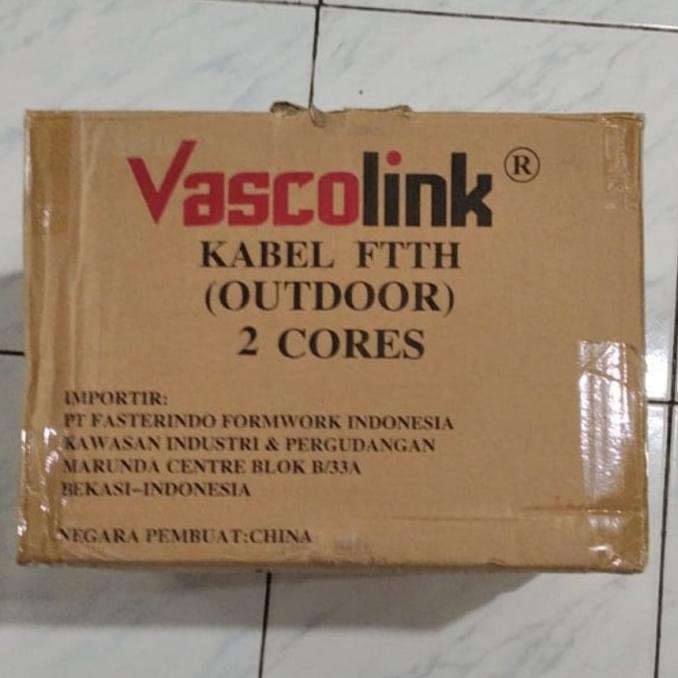 Vascolink ®
KABEL FTTH
(OUTDOOR)
2 CORES
IMPORTIR:
PT FASTERINDO FORMWORK INDONESIA
KAWASAN INDUSTRI & PERGUDANGAN
MARUNDA CENTRE BLOK B/33A
BEKASI-INDONESIA
NEGARA PEMBUAT:CHINA